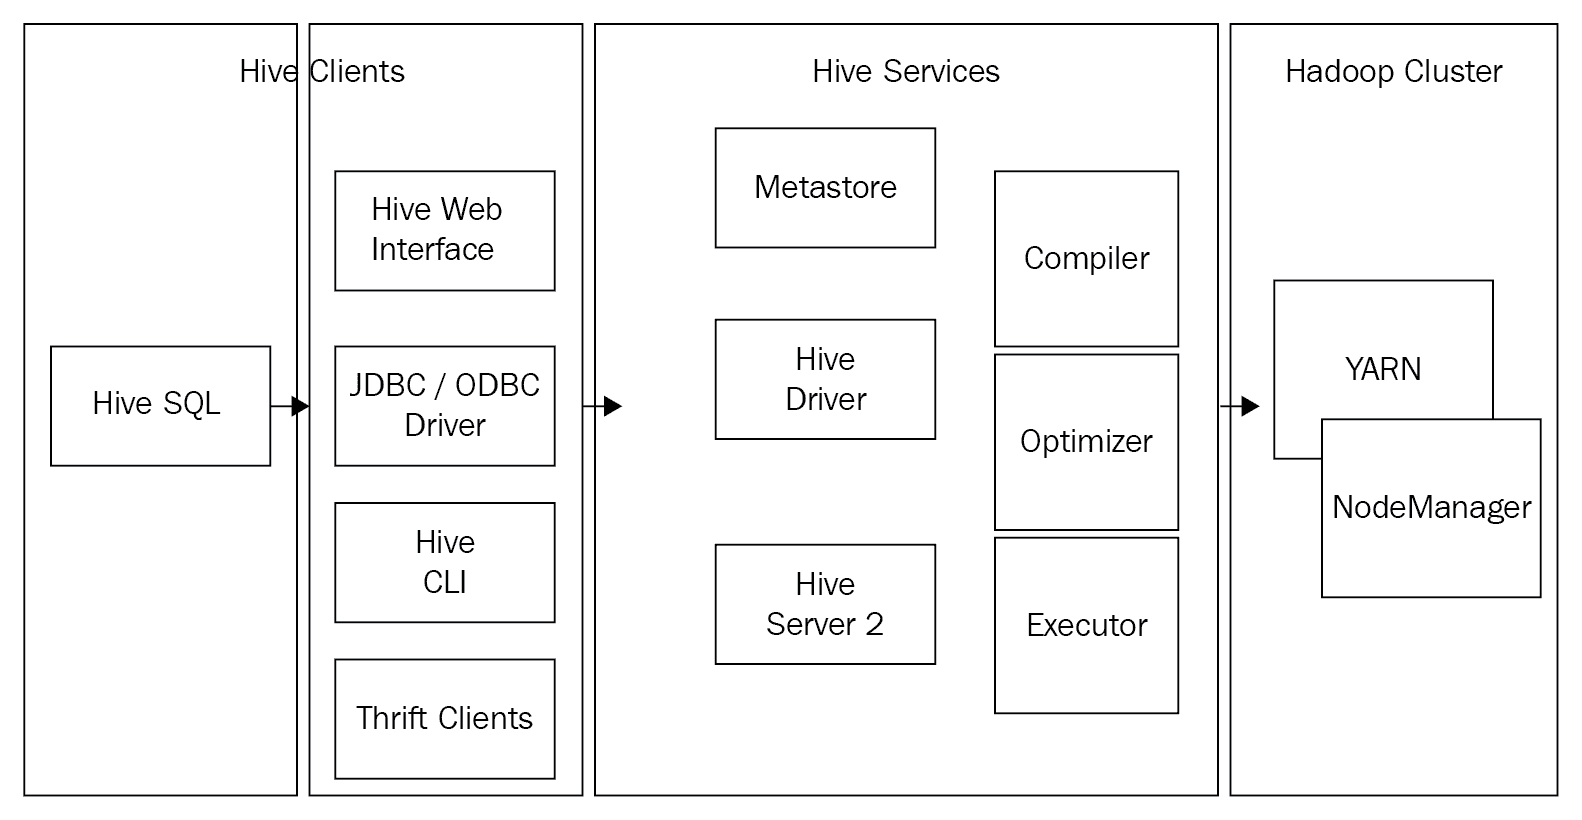 Hive Clients
Hive Services
Hadoop Cluster
Hive SQL
Hive Web
Interface
JDBC / ODBC
Driver
Hive
CLI
Thrift Clients
Metastore
Hive
Driver
Hive
Server 2
Compiler
Optimizer
Executor
YARN
NodeManager